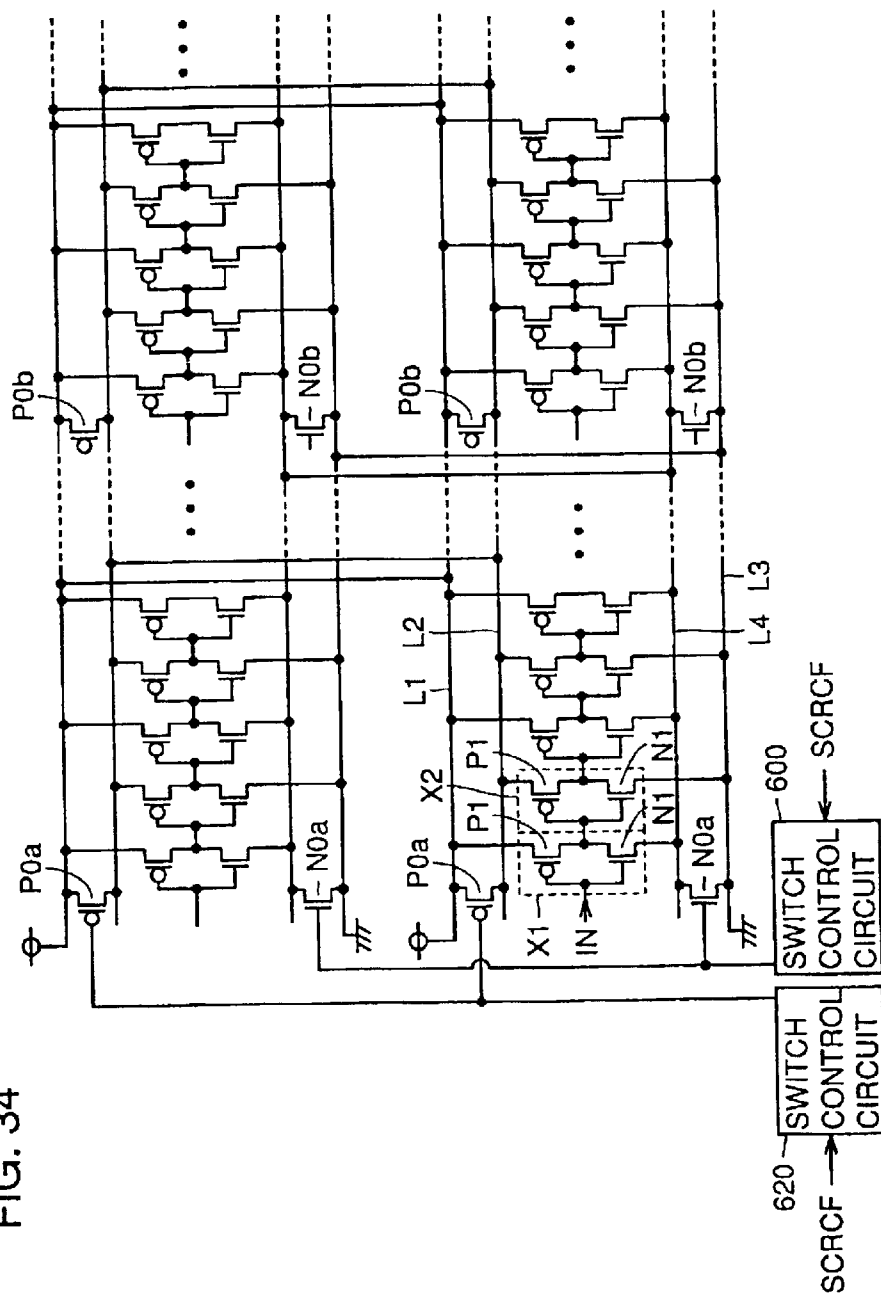 FIG. 34
P0a
P0b
N0a
N0b
L1
L2
P0a
X2
P1
P1
X1
IN
N1
N1
N0a
P0b
N0b
L4
L3
620
SWITCH
CONTROL
CIRCUIT
SCRCF
600
SWITCH
CONTROL
CIRCUIT
SCRCF